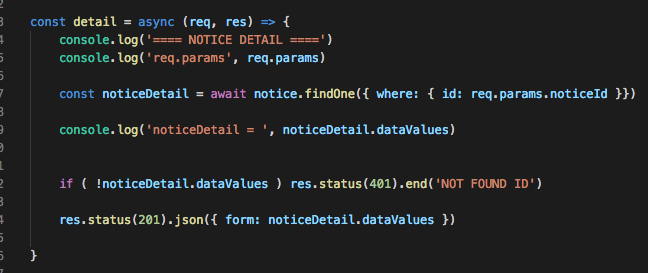 const detail = async (req, res) => {
console.log('==== NOTICE DETAIL ====')
console.log('req.params', req.params)
const noticeDetail = await notice.findOne({ where: { id: req.params.noticeId }})
console.log('noticeDetail = ', noticeDetail.dataValues)
if ( !noticeDetail.dataValues ) res.status(401).end('NOT FOUND ID')
res.status(201).json({ form: noticeDetail.dataValues })
}